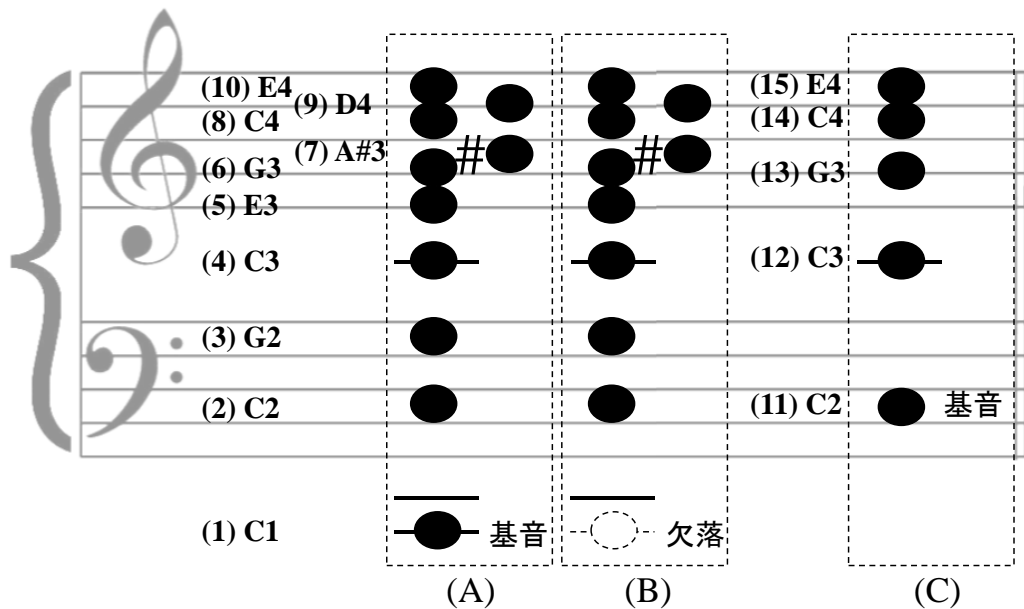 (10) E4
(9) D4
(8) C4
(7) A#3
(6) G3
(5) E3
(4) C3
(3) G2
(2) C2
(1) C1
#
#
基音
欠落
(15) E4
(14) C4
(13) G3
(12) C3
(11) C2
基音
(A)
(B)
(C)